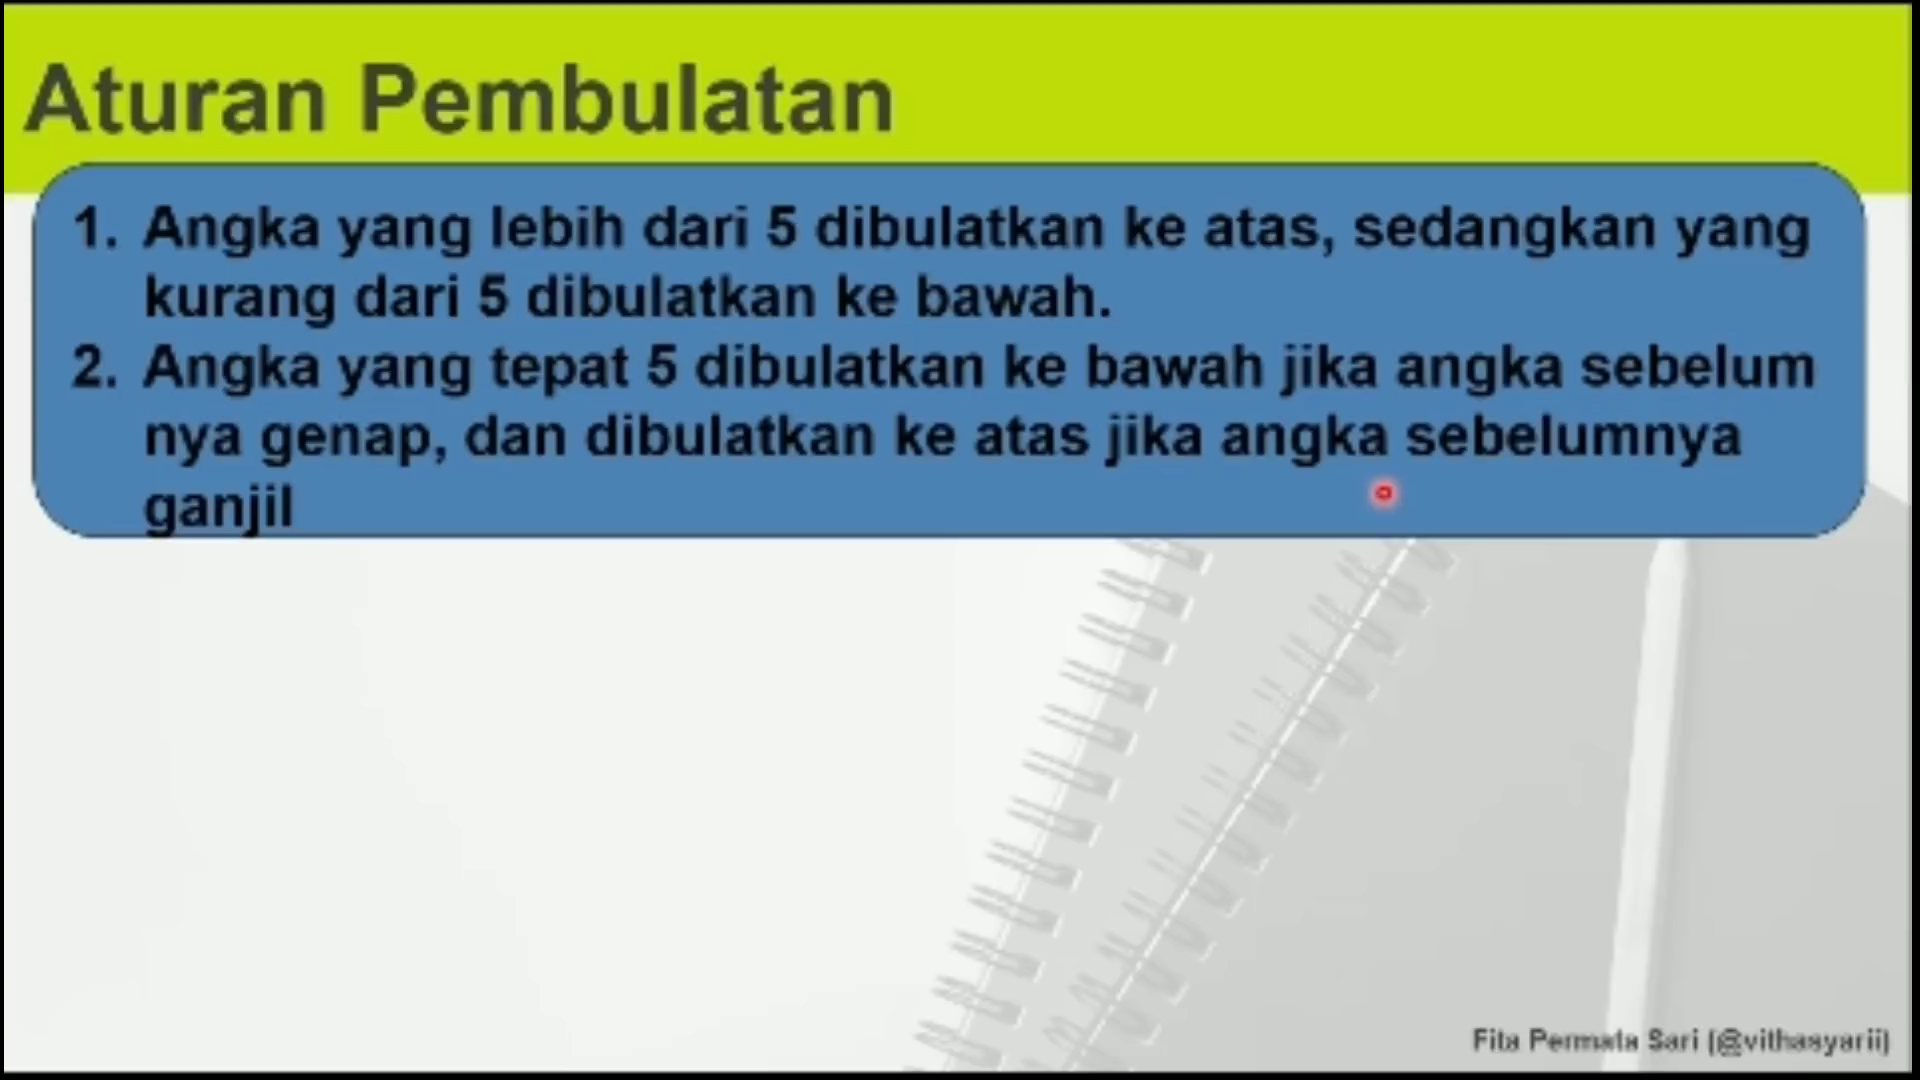 Aturan Pembulatan
1. Angka yang lebih dari 5 dibulatkan ke atas, sedangkan yang
kurang dari 5 dibulatkan ke bawah.
2. Angka yang tepat 5 dibulatkan ke bawah jika angka sebelum
nya genap, dan dibulatkan ke atas jika angka sebelumnya
ganjil
Fita Permata Sari (@vithasyarii)